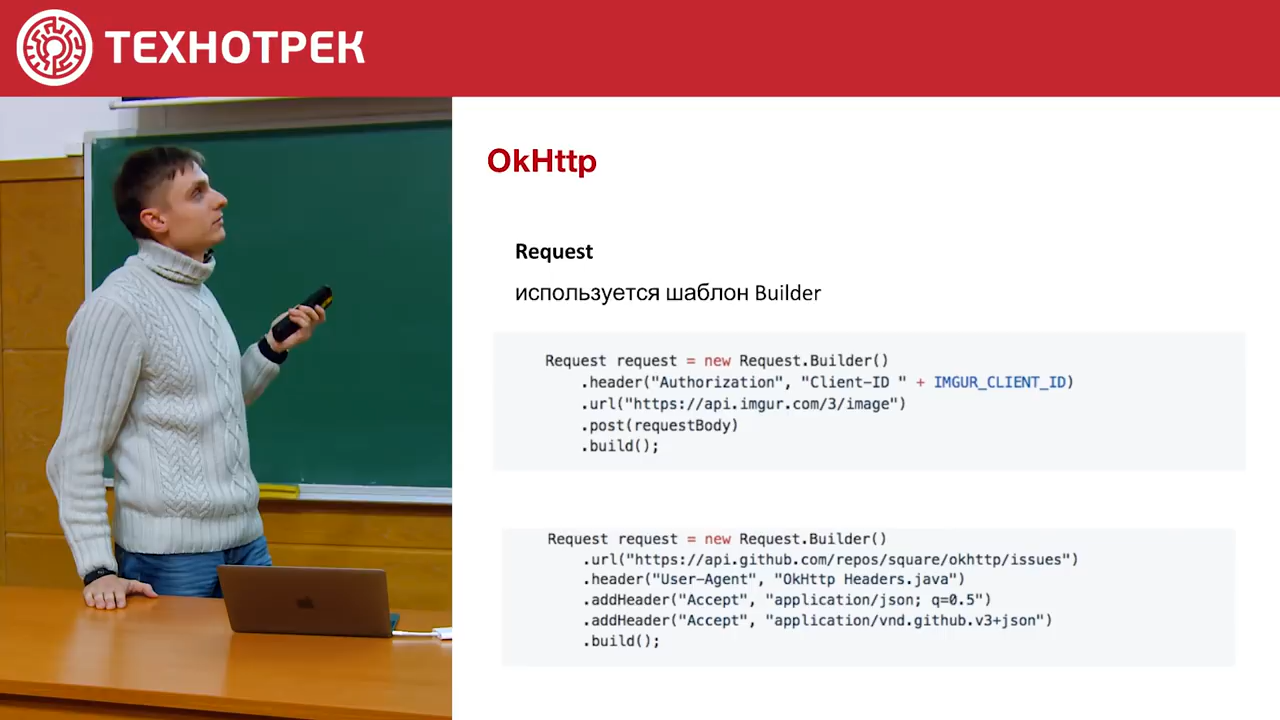 ТЕХНОТРЕК
OkHttp
Request
используется шаблон Builder
Request request = new Request.Builder()
.header("Authorization", "Client-ID " + IMGUR_CLIENT_ID)
.url("https://api.imgur.com/3/image")
.post(requestBody)
.build();
Request request = new Request.Builder()
.url("https://api.github.com/repos/square/okhttp/issues")
.header("User-Agent", "OkHttp Headers.java")
.addHeader("Accept", "application/json; q=0.5")
.addHeader("Accept", "application/vnd.github.v3+json")
.build();